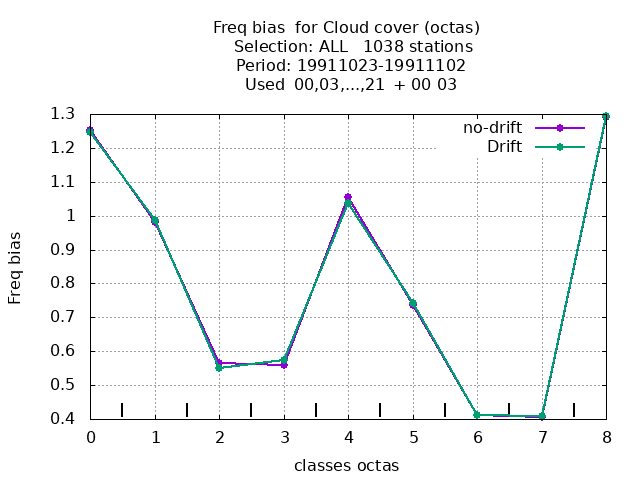 Freq bias for Cloud cover (octas)
Selection: ALL 1038 stations
Period: 19911023-19911102
Used 00,03,...,21 + 00 03
no-drift
Drift
Freq bias
1.3
1.2
1.1
1
0.9
0.8
0.7
0.6
0.5
0.4
0 1 2 3 4 5 6 7 8
classes octas